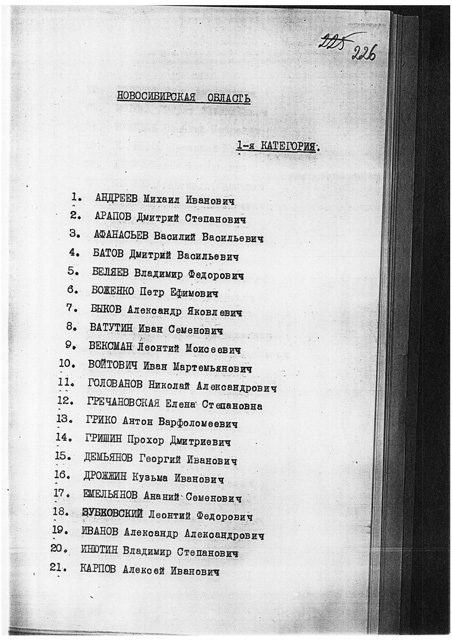 225
226
НОВОСИБИРСКАЯ ОБЛАСТЬ
1-я КАТЕГОРИЯ.
1. АНДРЕЕВ Михаил Иванович
2. АРАПОВ Дмитрий Степанович
3. АФАНАСЬЕВ Василий Васильевич
4. БАТОВ Дмитрий Васильевич
5. БЕЛЯЕВ Владимир Федорович
6. БОЖЕНКО Петр Ефимович
7. БЫКОВ Александр Яковлевич
8. ВАТУТИН Иван Семенович
9. ВЕКСМАН Леонтий Моисеевич
10. ВОЙТОВИЧ Иван Мартемьянович
11. ГОЛОВАНОВ Николай Александрович
12. ГРЕЧАНОВСКАЯ Елена Степановна
13. ГРИКО Антон Варфоломеевич
14. ГРИШИН Прохор Дмитриевич
15. ДЕМЬЯНОВ Георгий Иванович
16. ДРОЖЖИН Кузьма Иванович
17. ЕМЕЛЬЯНОВ Ананий Семенович
18. ЗУБКОВСКИЙ Леонтий Федорович
19. ИВАНОВ Александр Александрович
20. ИНЮТИН Владимир Степанович
21. КАРПОВ Алексей Иванович